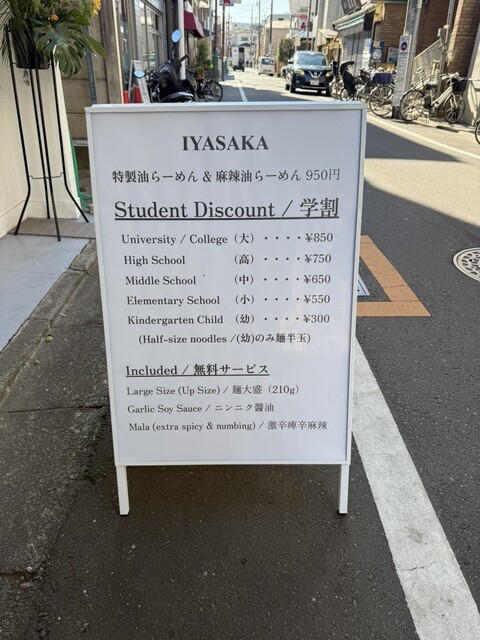 IYASAKA
特製油らーめん & 麻辣油らーめん 950円
Student Discount / 学割
University / College (大) ・・・・¥850
High School (高) ・・・・¥750
Middle School (中) ・・・・¥650
Elementary School (小) ・・・・¥550
Kindergarten Child (幼) ・・・・¥300
(Half-size noodles /(幼)のみ麺半玉)
Included / 無料サービス
Large Size (Up Size) / 麺大盛（210g）
Garlic Soy Sauce / ニンニク醤油
Mala (extra spicy & numbing) / 激辛痺辛麻辣